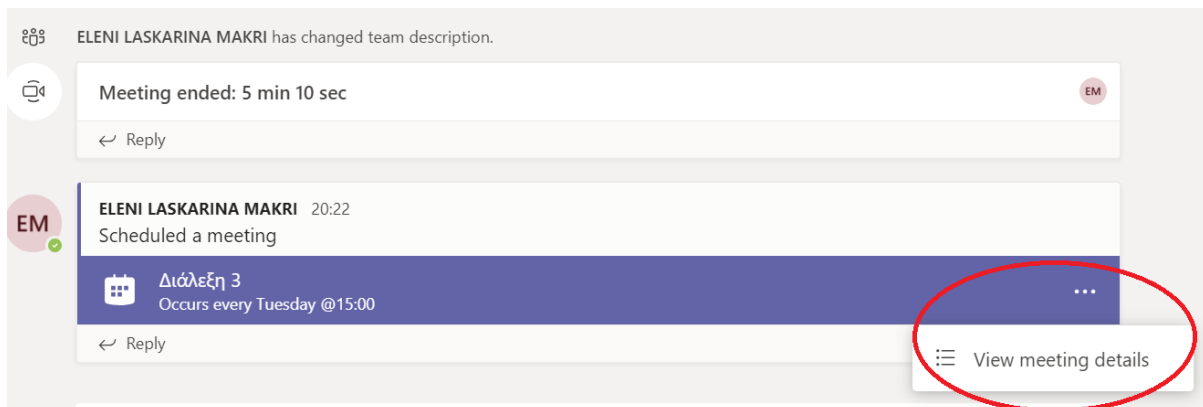 ELENI LASKARINA MAKRI has changed team description.
Meeting ended: 5 min 10 sec
EM
Reply
EM
ELENI LASKARINA MAKRI 20:22
Scheduled a meeting
Διάλεξη 3
Occurs every Tuesday @15:00
...
Reply
View meeting details